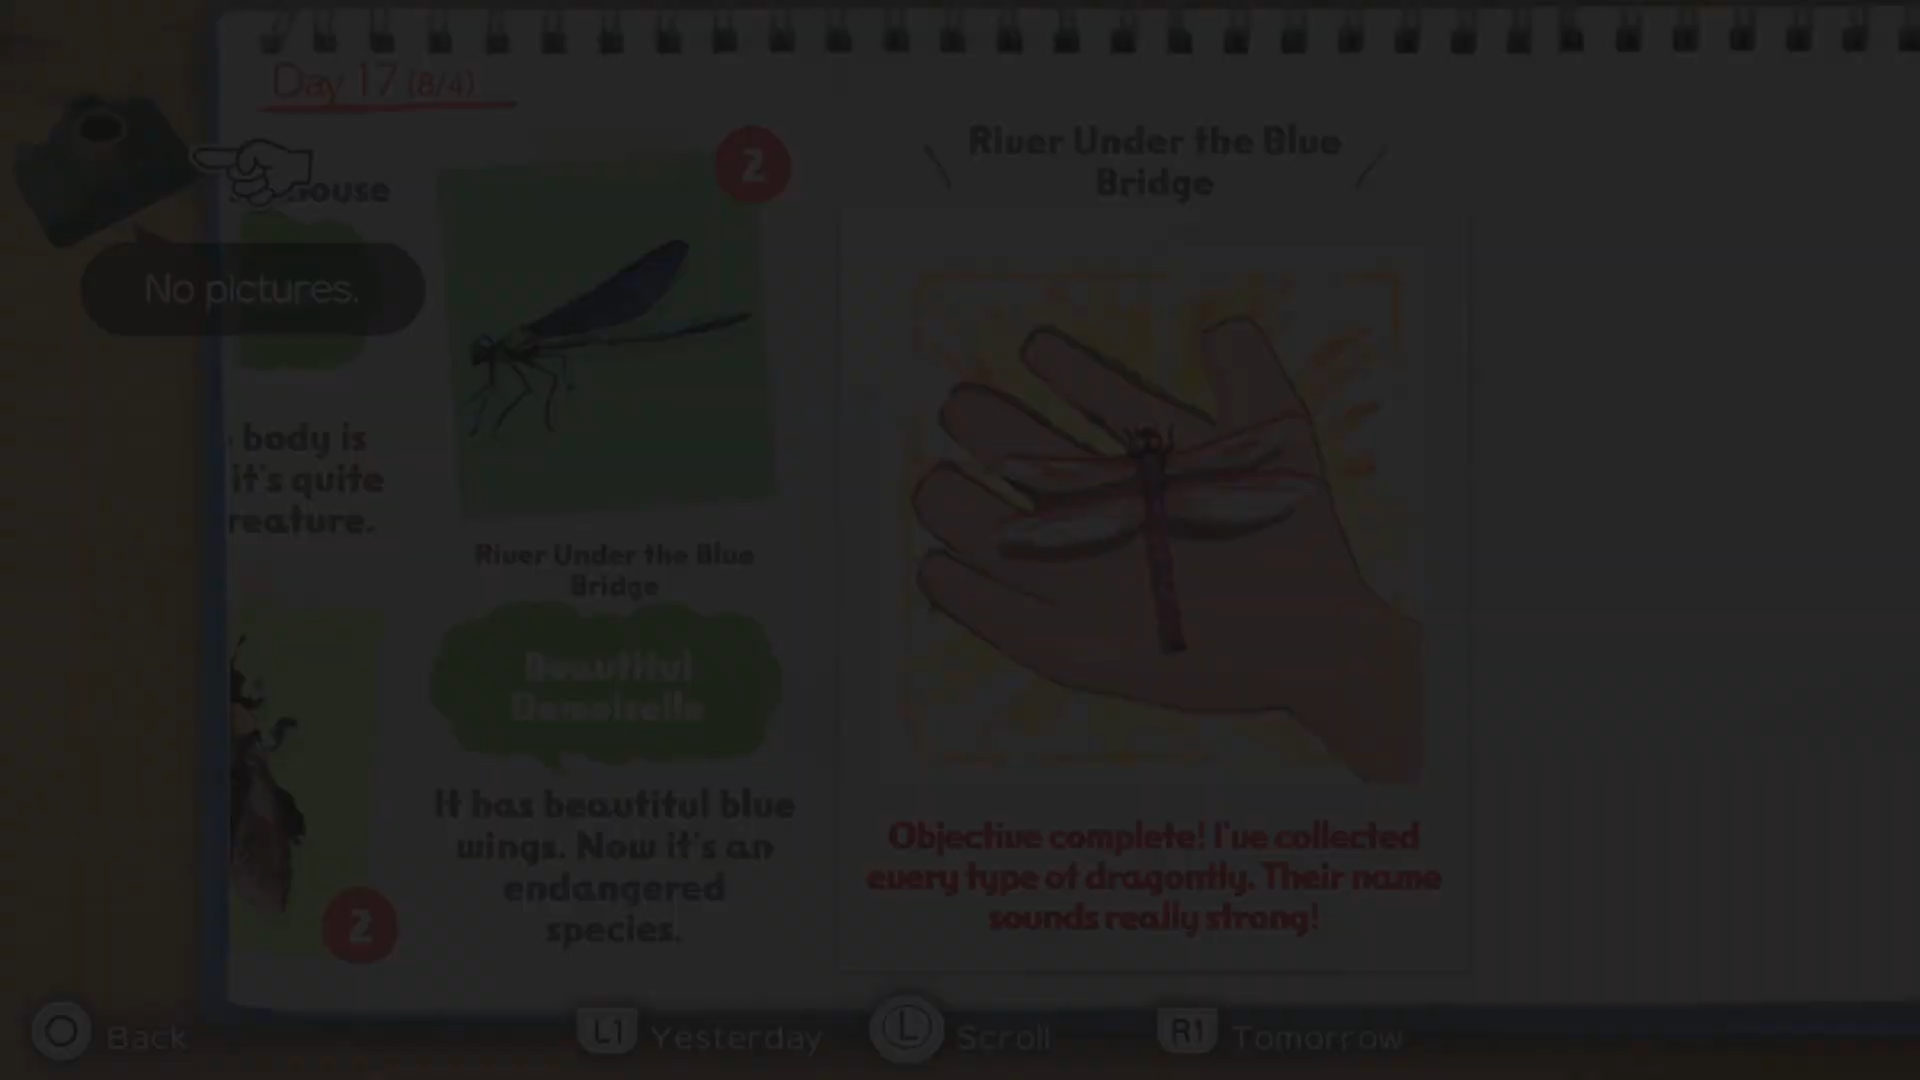 Day 17 (8/4)
ouse
No pictures.
body is
it's quite
reature.
2
2
River Under the Blue
Bridge
Beautiful
Demoiselle
It has beautiful blue
wings. Now it's an
endangered
species.
River Under the Blue
Bridge
Objective complete! I've collected
every type of dragonfly. Their name
sounds really strong!
Back
L1 Yesterday
L Scroll
R1 Tomorrow